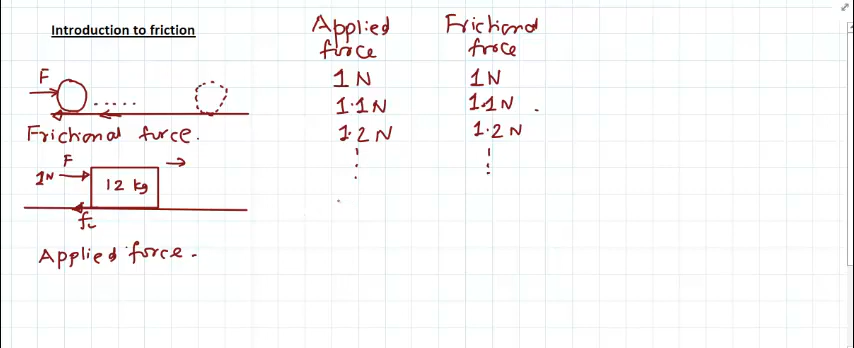 Introduction to friction
F
Frictional force.
F
1N
12 kg
Applied force.
Applied force
Frictional force
1 N
1 N
1.1 N
1.1 N
1.2 N
1.2 N